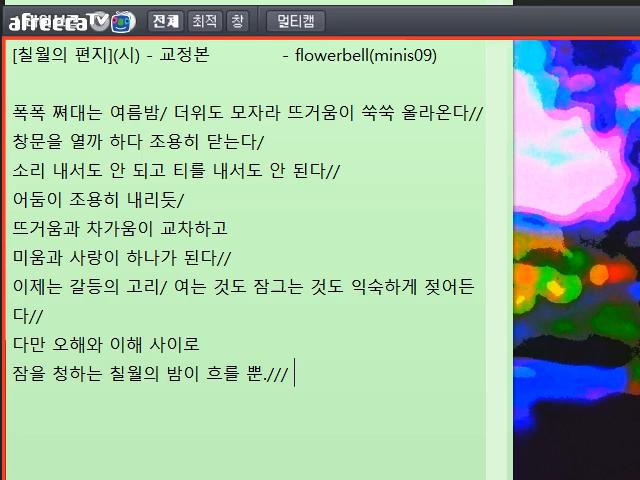 afreeca TV
전체 최적 창 멀티캠
[칠월의 편지](시) - 교정본 - flowerbell(minis09)
폭폭 쪄대는 여름밤/ 더위도 모자라 뜨거움이 쑥쑥 올라온다//
창문을 열까 하다 조용히 닫는다/
소리 내서도 안 되고 티를 내서도 안 된다//
어둠이 조용히 내리듯/
뜨거움과 차가움이 교차하고
미움과 사랑이 하나가 된다//
이제는 갈등의 고리/ 여는 것도 잠그는 것도 익숙하게 젖어든
다//
다만 오해와 이해 사이로
잠을 청하는 칠월의 밤이 흐를 뿐.///